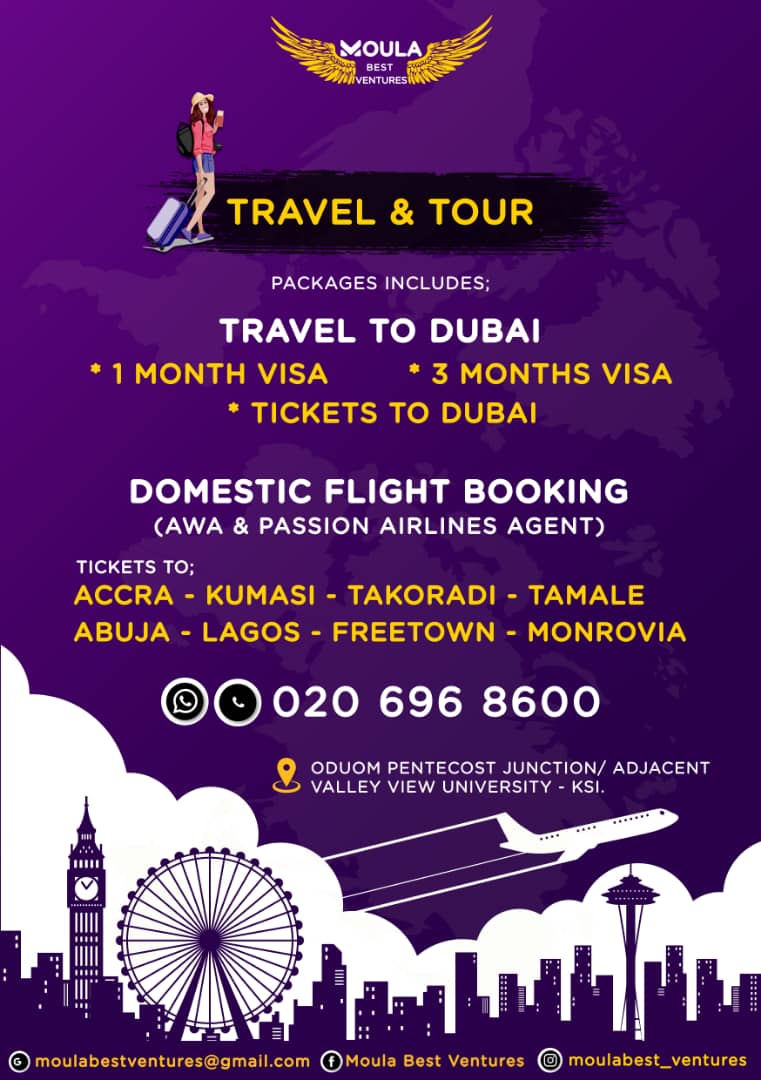 MOULA
BEST
VENTURES
TRAVEL & TOUR
PACKAGES INCLUDES;
TRAVEL TO DUBAI
* 1 MONTH VISA * 3 MONTHS VISA
* TICKETS TO DUBAI
DOMESTIC FLIGHT BOOKING
(AWA & PASSION AIRLINES AGENT)
TICKETS TO;
ACCRA - KUMASI - TAKORADI - TAMALE
ABUJA - LAGOS - FREETOWN - MONROVIA
020 696 8600
ODUOM PENTECOST JUNCTION/ ADJACENT
VALLEY VIEW UNIVERSITY - KSI.
G moulabestventures@gmail.com f Moula Best Ventures moulabest_ventures